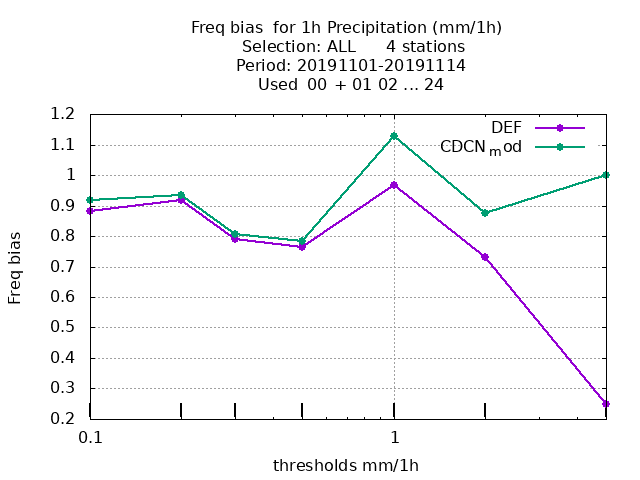 Freq bias  for 1h Precipitation (mm/1h)
Selection: ALL      4 stations
Period: 20191101-20191114
Used  00  + 01 02 ... 24
1.2
1.1
1
0.9
0.8
0.7
0.6
0.5
0.4
0.3
0.2
Freq bias
DEF
CDCN_mod
0.1
1
thresholds mm/1h